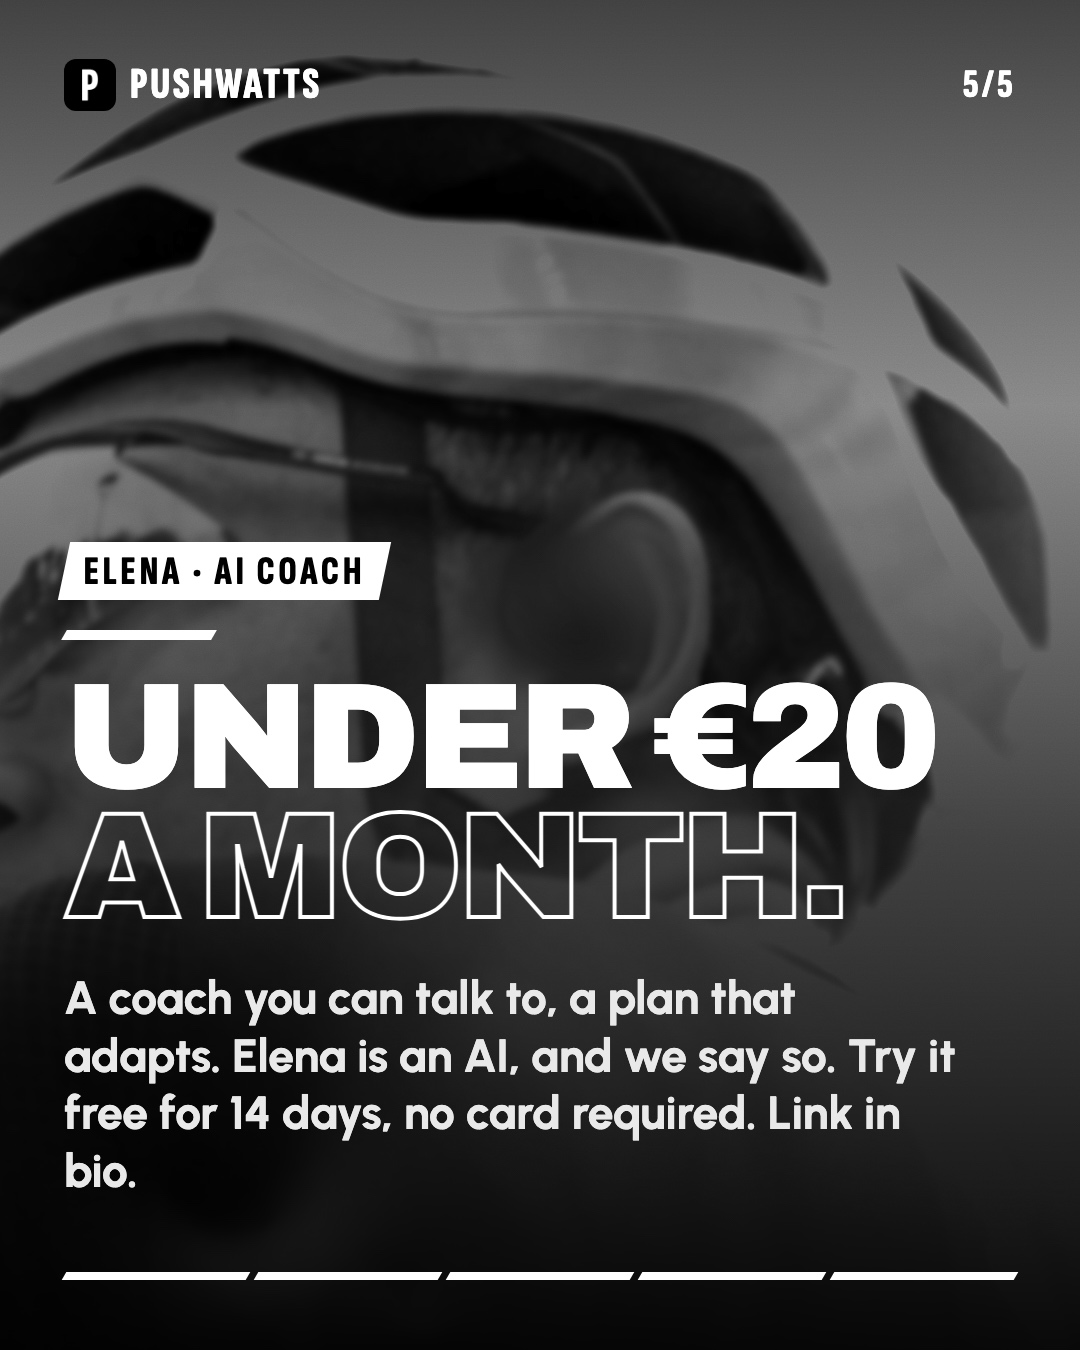 P PUSHWATTS
5/5
ELENA · AI COACH
UNDER €20
A MONTH.
A coach you can talk to, a plan that
adapts. Elena is an AI, and we say so. Try it
free for 14 days, no card required. Link in
bio.